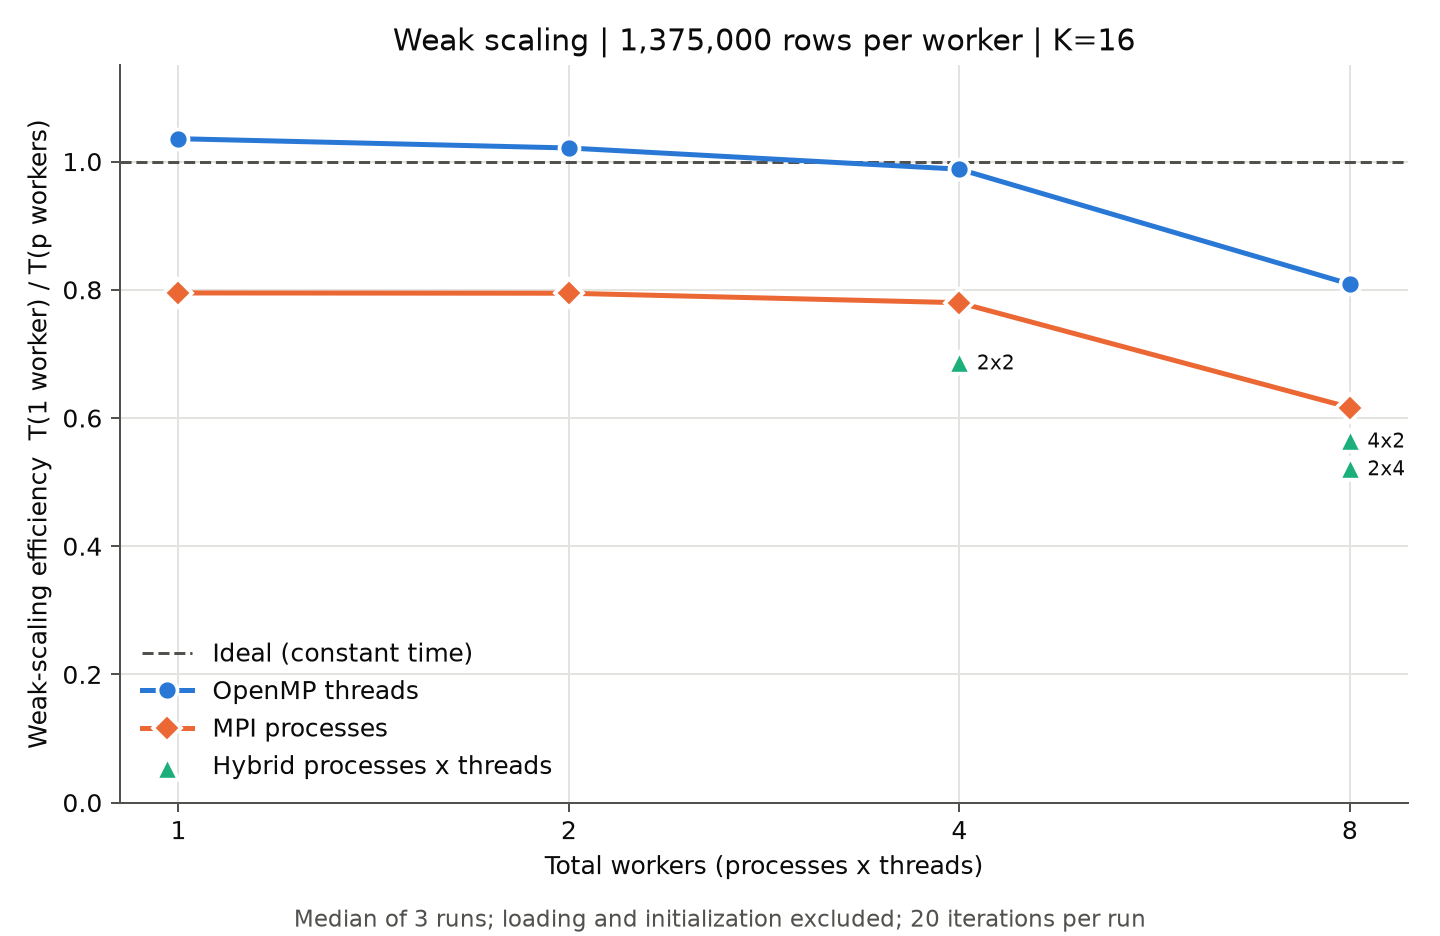 Weak scaling | 1,375,000 rows per worker | K=16
Weak-scaling efficiency  T(1 worker) / T(p workers)
1.0
0.8
0.6
0.4
0.2
0.0
2x2
4x2
2x4
Ideal (constant time)
OpenMP threads
MPI processes
Hybrid processes x threads
1 2 4 8
Total workers (processes x threads)
Median of 3 runs; loading and initialization excluded; 20 iterations per run